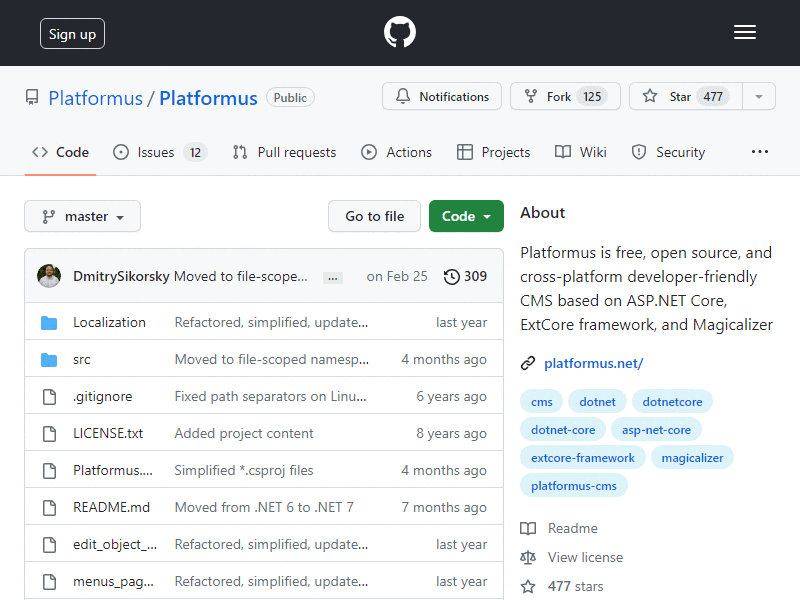 Sign up
Platformus / Platformus Public
Notifications
Fork 125
Star 477
Code
Issues 12
Pull requests
Actions
Projects
Wiki
Security
master
Go to file
Code
DmitrySikorsky Moved to file-scope... ... on Feb 25 309
Localization Refactored, simplified, update... last year
src Moved to file-scoped namesp... 4 months ago
.gitignore Fixed path separators on Linu... 6 years ago
LICENSE.txt Added project content 8 years ago
Platformus.... Simplified *.csproj files 4 months ago
README.md Moved from .NET 6 to .NET 7 7 months ago
edit_object_... Refactored, simplified, update... last year
menus_pag... Refactored, simplified, update... last year
About
Platformus is free, open source, and
cross-platform developer-friendly
CMS based on ASP.NET Core,
ExtCore framework, and Magicalizer
platformus.net/
cms dotnet dotnetcore
dotnet-core asp-net-core
extcore-framework magicalizer
platformus-cms
Readme
View license
477 stars